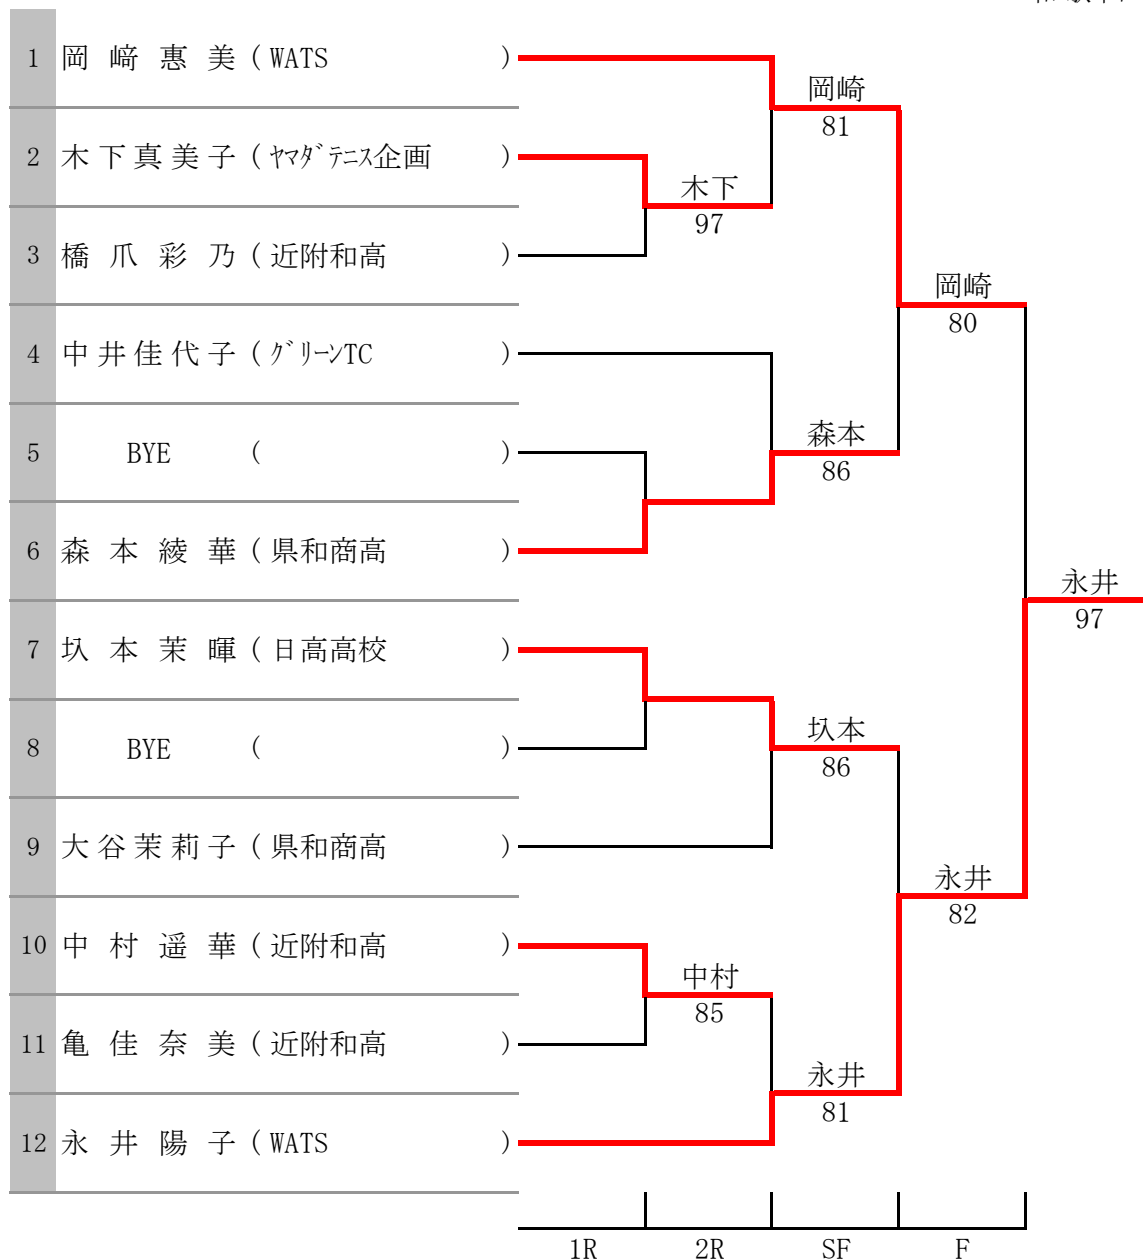 1 岡 﨑 惠 美 ( WATS )
岡崎
81
2 木下真美子 ( ﾔﾏﾀﾞﾃﾆｽ企画 )
木下
97
3 橋 爪 彩 乃 ( 近附和高 )
岡崎
80
4 中井佳代子 ( ｸﾞﾘｰﾝTC )
5 BYE ( )
森本
86
6 森 本 綾 華 ( 県和商高 )
永井
97
7 圦 本 茉 暉 ( 日高高校 )
8 BYE ( )
圦本
86
9 大谷茉莉子 ( 県和商高 )
永井
82
10 中 村 遥 華 ( 近附和高 )
中村
85
11 亀 佳 奈 美 ( 近附和高 )
永井
81
12 永 井 陽 子 ( WATS )
1R 2R SF F